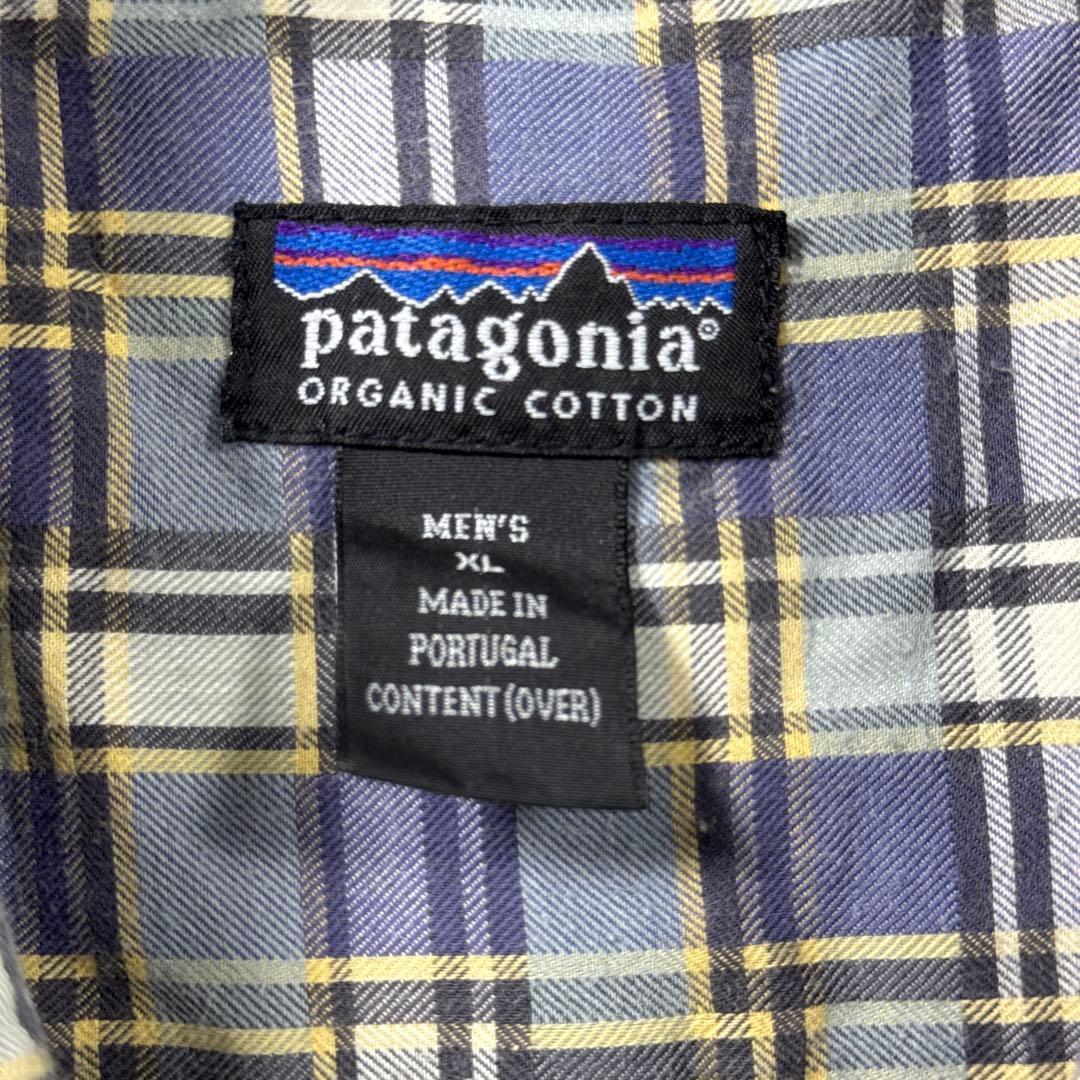 patagonia®
ORGANIC COTTON
MEN'S
XL
MADE IN
PORTUGAL
CONTENT (OVER)